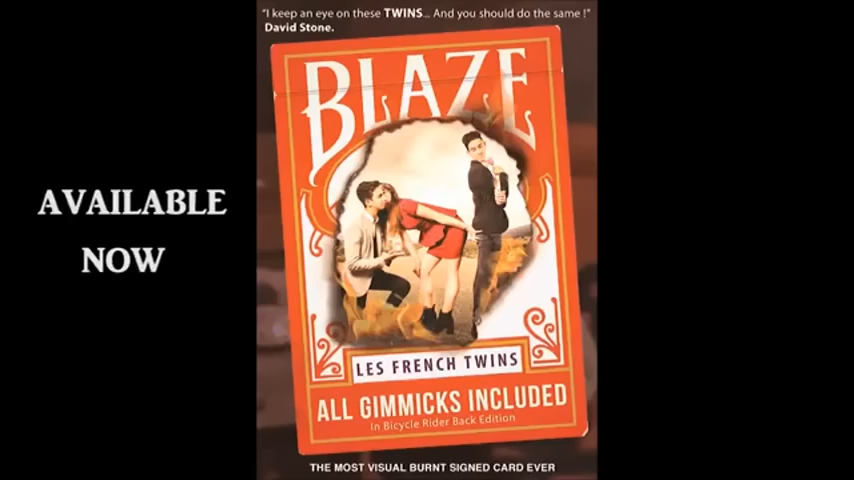 "I keep an eye on these TWINS... And you should do the same !"
David Stone.
BLAZE
AVAILABLE
NOW
LES FRENCH TWINS
ALL GIMMICKS INCLUDED
In Bicycle Rider Back Edition
THE MOST VISUAL BURNT SIGNED CARD EVER